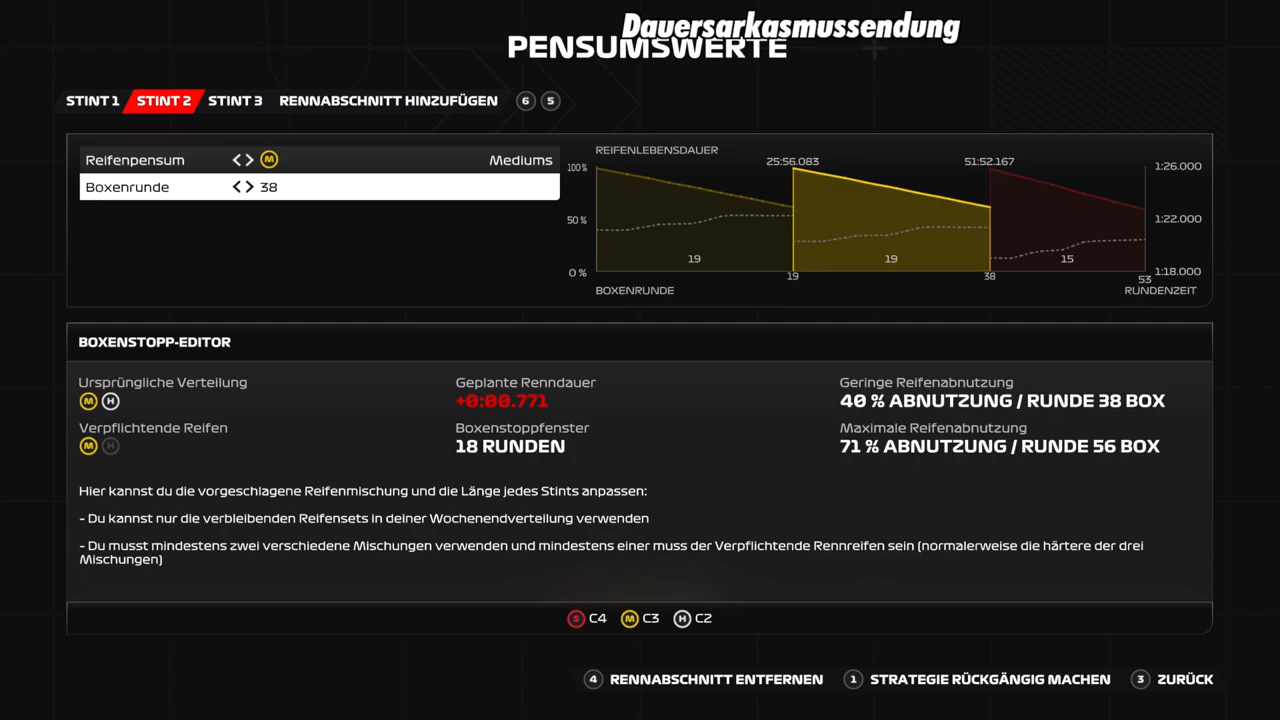 Dauersarkasmussendung
PENSUMSWERTE
STINT 1 STINT 2 STINT 3 RENNABSCHNITT HINZUFÜGEN 6 5
Reifenpensum M Mediums
Boxenrunde 38
REIFENLEBENSDAUER
25:56.083 51:52.167
100% 1:26.000
50 % 1:22.000
19 19 15
0 % 19 38 53 1:18.000
BOXENRUNDE RUNDENZEIT
BOXENSTOPP-EDITOR
Ursprüngliche Verteilung Geplante Renndauer Geringe Reifenabnutzung
M H +0:00.771 40 % ABNUTZUNG / RUNDE 38 BOX
Verpflichtende Reifen Boxenstoppfenster Maximale Reifenabnutzung
M H 18 RUNDEN 71 % ABNUTZUNG / RUNDE 56 BOX
Hier kannst du die vorgeschlagene Reifenmischung und die Länge jedes Stints anpassen:
- Du kannst nur die verbleibenden Reifensets in deiner Wochenendverteilung verwenden
- Du musst mindestens zwei verschiedene Mischungen verwenden und mindestens einer muss der Verpflichtende Rennreifen sein (normalerweise die härtere der drei
Mischungen)
S C4 M C3 H C2
4 RENNABSCHNITT ENTFERNEN 1 STRATEGIE RÜCKGÄNGIG MACHEN 3 ZURÜCK